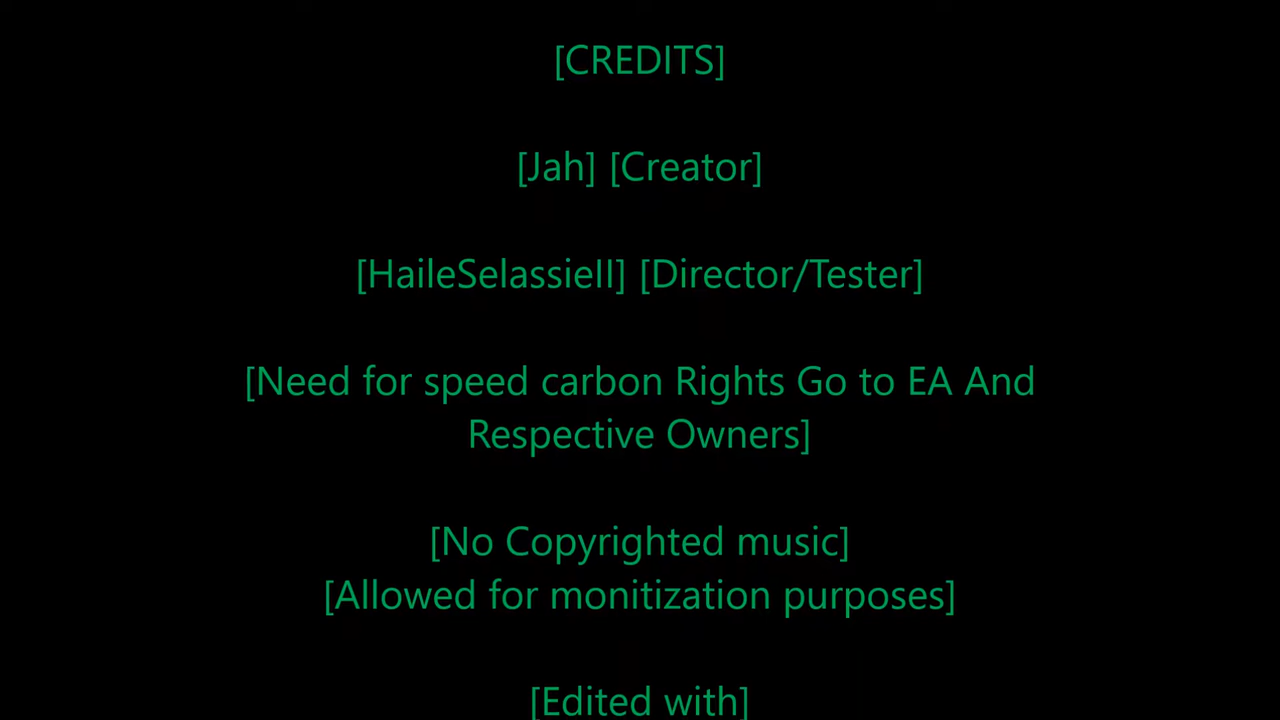 [CREDITS]
[Jah] [Creator]
[HaileSelassieII] [Director/Tester]
[Need for speed carbon Rights Go to EA And
Respective Owners]
[No Copyrighted music]
[Allowed for monitization purposes]
[Edited with]